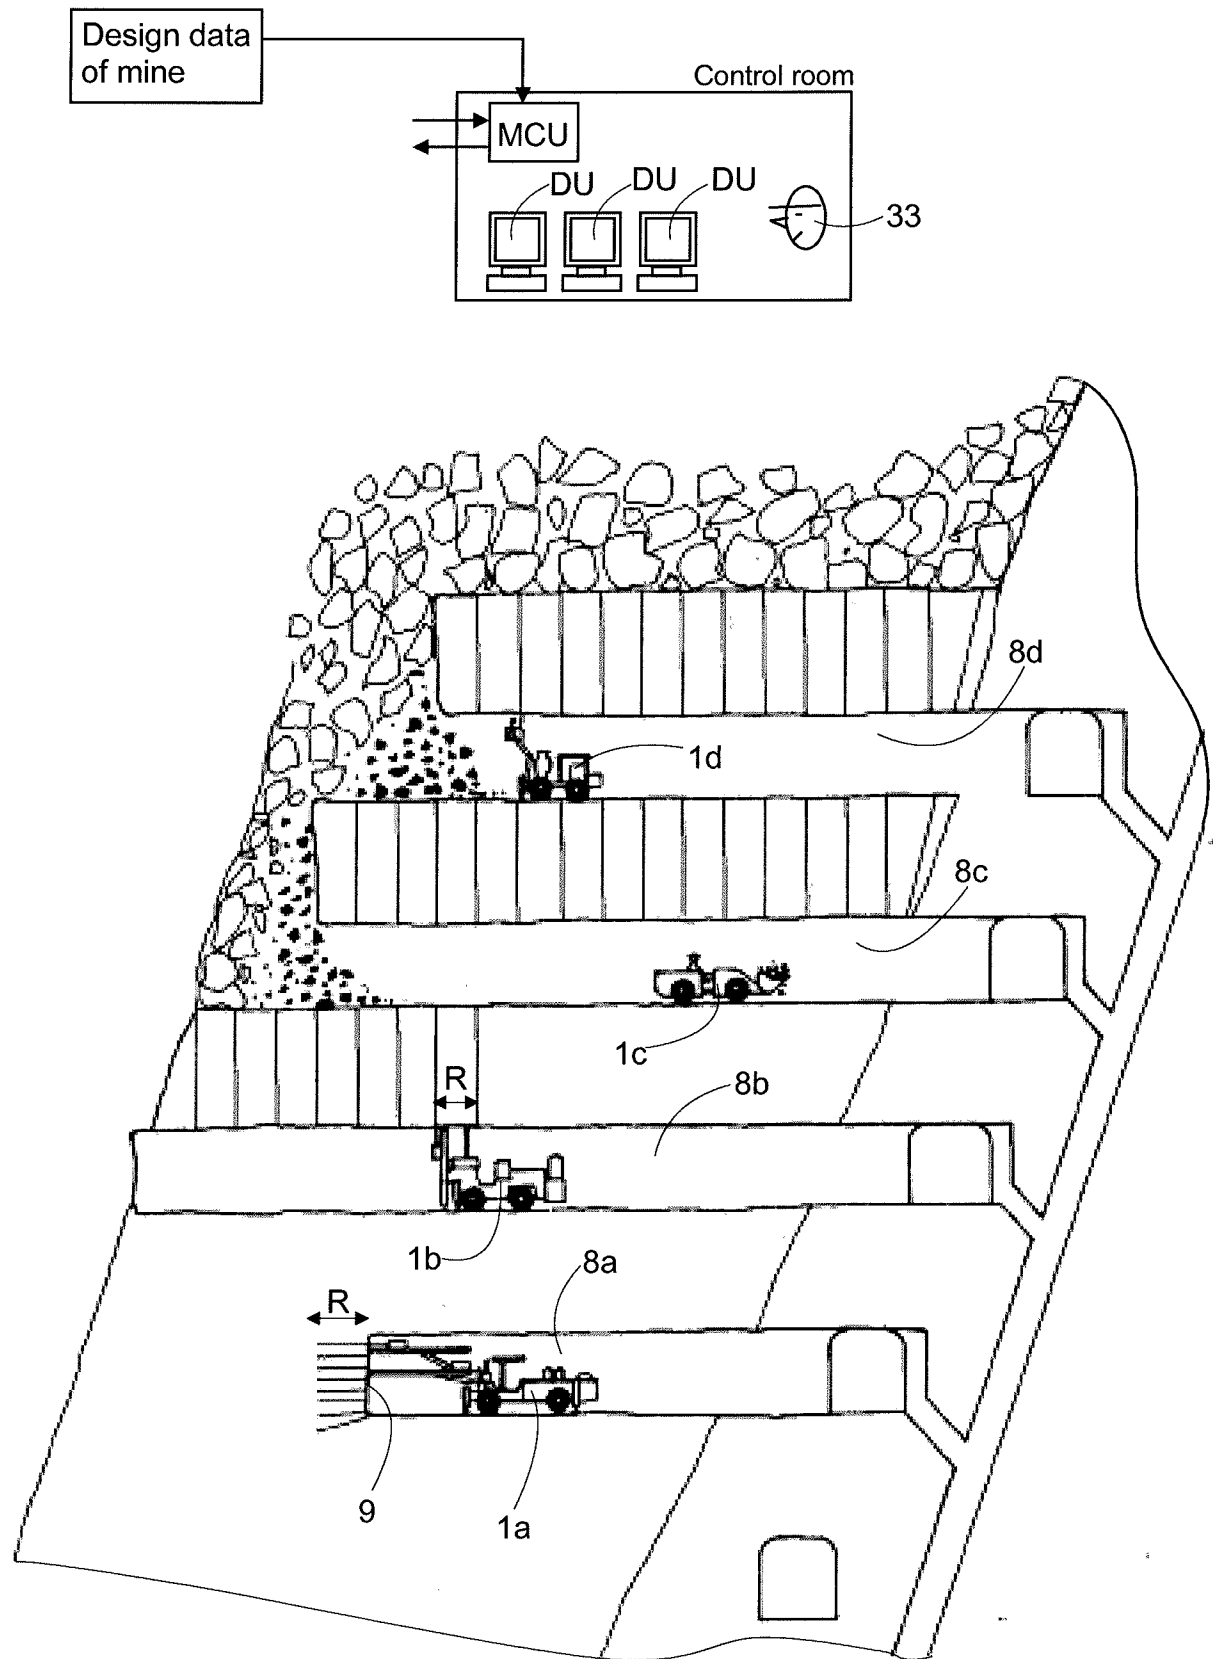 Design data
of mine
Control room
MCU
DU
DU
DU
33
8d
1d
8c
1c
R
8b
1b
8a
R
9
1a